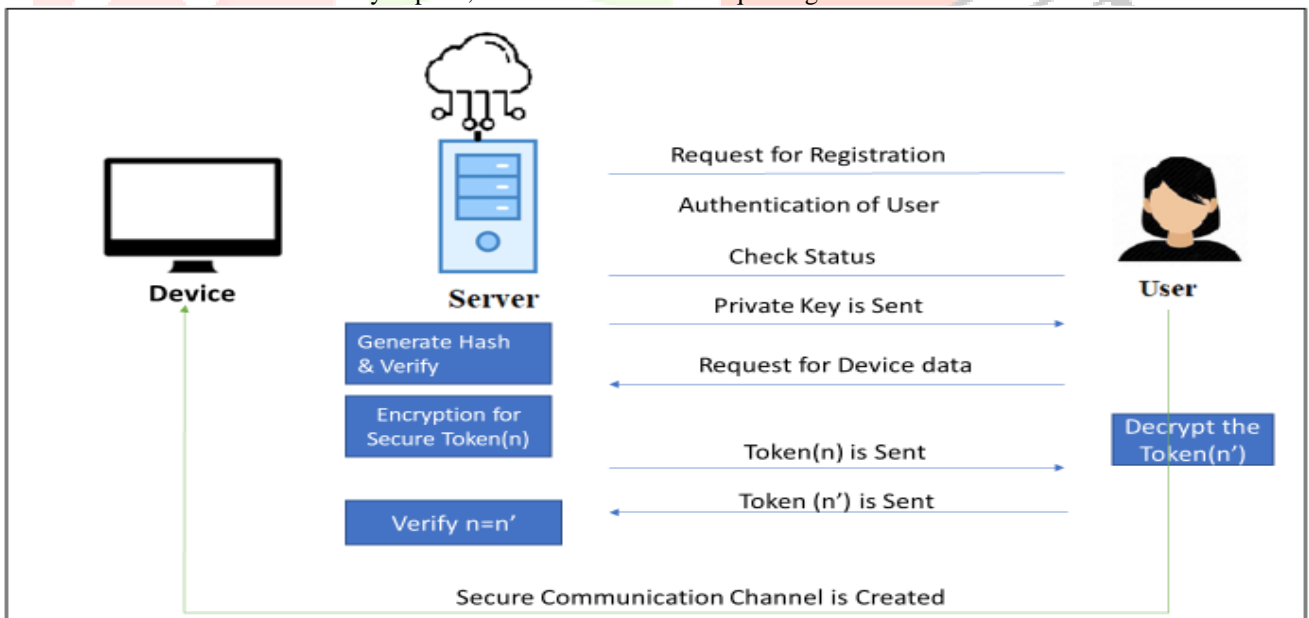 Request for Registration
Authentication of User
Check Status
Device
Server
User
Private Key is Sent
Generate Hash
& Verify
Request for Device data
Encryption for
Secure Token(n)
Decrypt the
Token(n’)
Token(n) is Sent
Token (n’) is Sent
Verify n=n’
Secure Communication Channel is Created